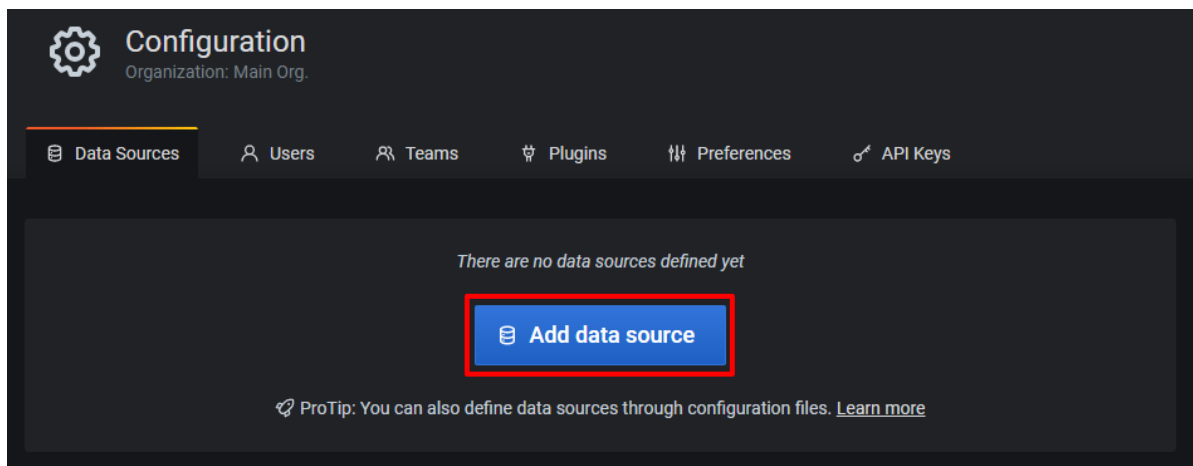 Configuration
Organization: Main Org.
Data Sources Users Teams Plugins Preferences API Keys
There are no data sources defined yet
Add data source
ProTip: You can also define data sources through configuration files. Learn more